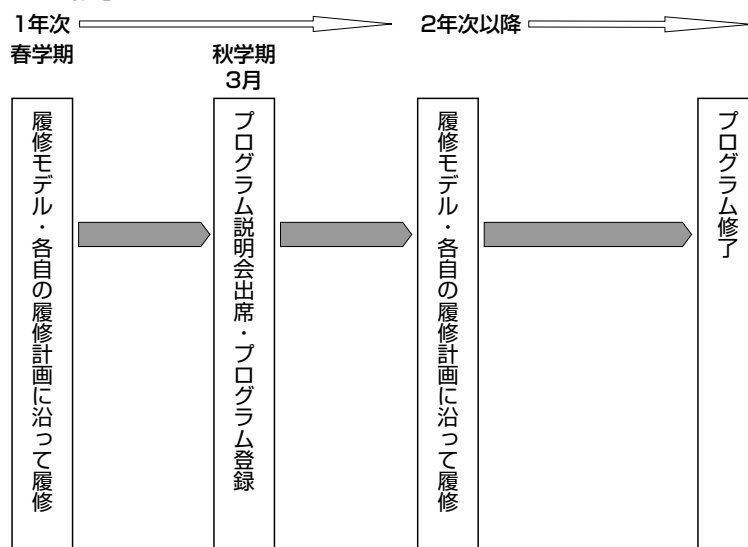 1年次
2年次以降
春学期
秋学期
3月
履修モデル・各自の履修計画に沿って履修
プログラム説明会出席・プログラム登録
履修モデル・各自の履修計画に沿って履修
プログラム修了